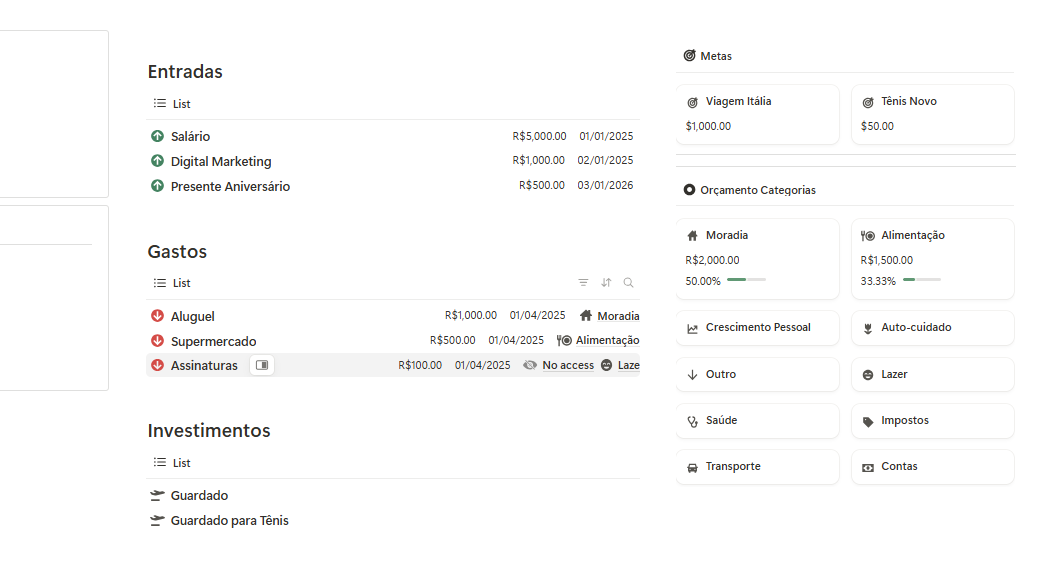 Entradas
List
Salário R$5,000.00 01/01/2025
Digital Marketing R$1,000.00 02/01/2025
Presente Aniversário R$500.00 03/01/2026
Gastos
List
Aluguel R$1,000.00 01/04/2025 Moradia
Supermercado R$500.00 01/04/2025 Alimentação
Assinaturas R$100.00 01/04/2025 No access Laze
Investimentos
List
Guardado
Guardado para Tênis
Metas
Viagem Itália
$1,000.00
Tênis Novo
$50.00
Orçamento Categorias
Moradia
R$2,000.00
50.00%
Alimentação
R$1,500.00
33.33%
Crescimento Pessoal
Auto-cuidado
Outro
Lazer
Saúde
Impostos
Transporte
Contas